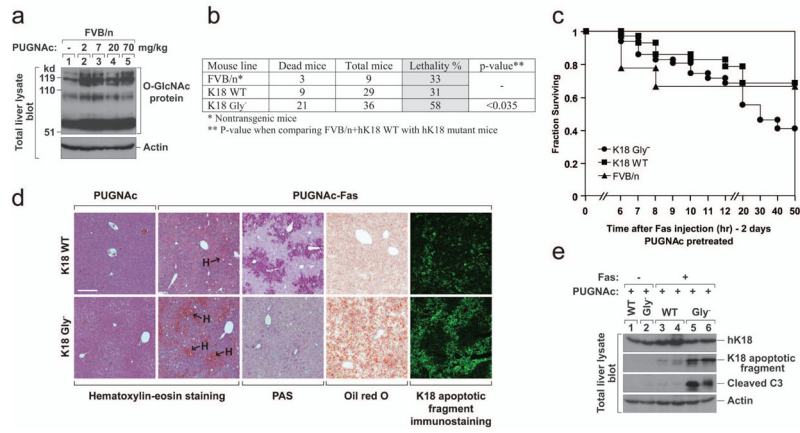 a
FVB/n
PUGNAc: - 2 7 20 70 mg/kg
1 2 3 4 5
kd
119
110
51
O-GlcNAc
protein
Actin
Total liver lysate
blot
b
Mouse line Dead mice Total mice Lethality % p-value**
FVB/n* 3 9 33 -
K18 WT 9 29 31
K18 Gly- 21 36 58 <0.035
* Nontransgenic mice
** P-value when comparing FVB/n+hK18 WT with hK18 mutant mice
c
Fraction Surviving
1
0.8
0.6
0.4
0.2
0
K18 Gly-
K18 WT
FVB/n
0 6 7 8 9 10 11 12 20 30 40 50
Time after Fas injection (hr) - 2 days
PUGNAc pretreated
d
PUGNAc PUGNAc-Fas
K18 WT
H
K18 Gly-
H
H
H
Hematoxylin-eosin staining PAS Oil red O K18 apoptotic
fragment
immunostaining
e
Fas: - +
PUGNAc: + + + + + +
WT Gly- WT Gly-
1 2 3 4 5 6
hK18
K18 apoptotic
fragment
Cleaved C3
Actin
Total liver lysate
blot